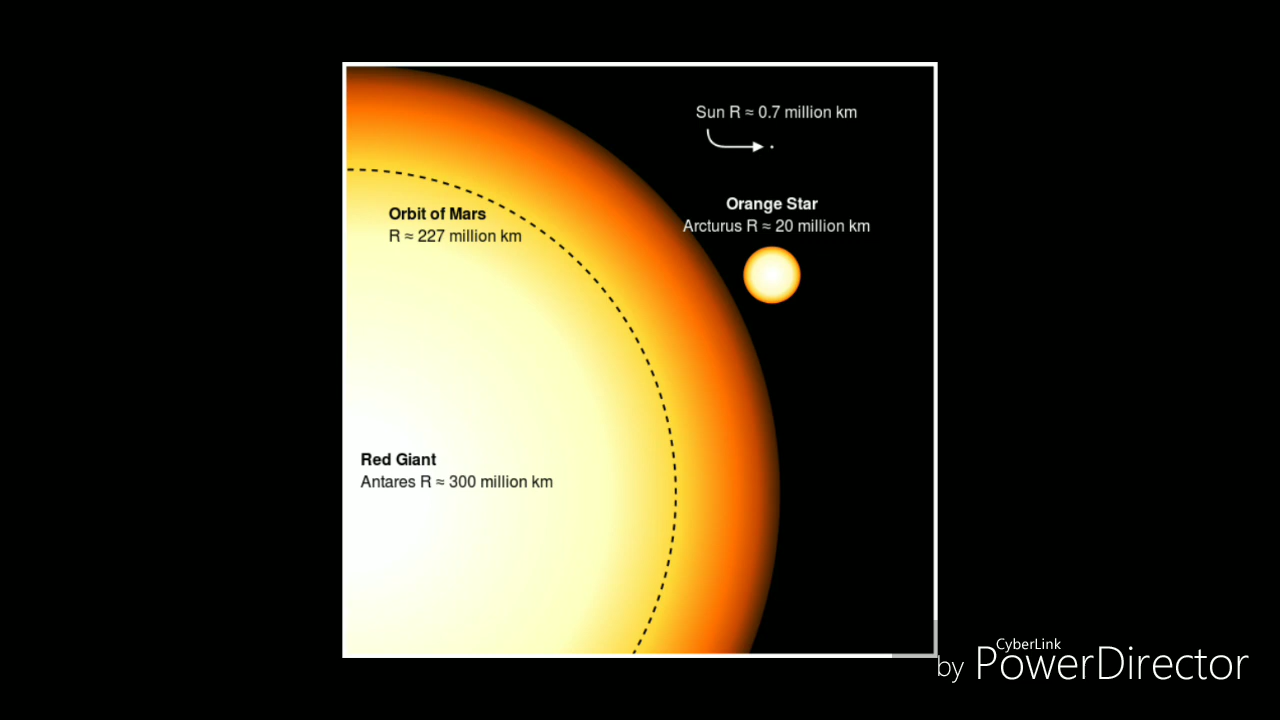 Sun R ≈ 0.7 million km
Orange Star
Arcturus R ≈ 20 million km
Orbit of Mars
R ≈ 227 million km
Red Giant
Antares R ≈ 300 million km
CyberLink
by PowerDirector